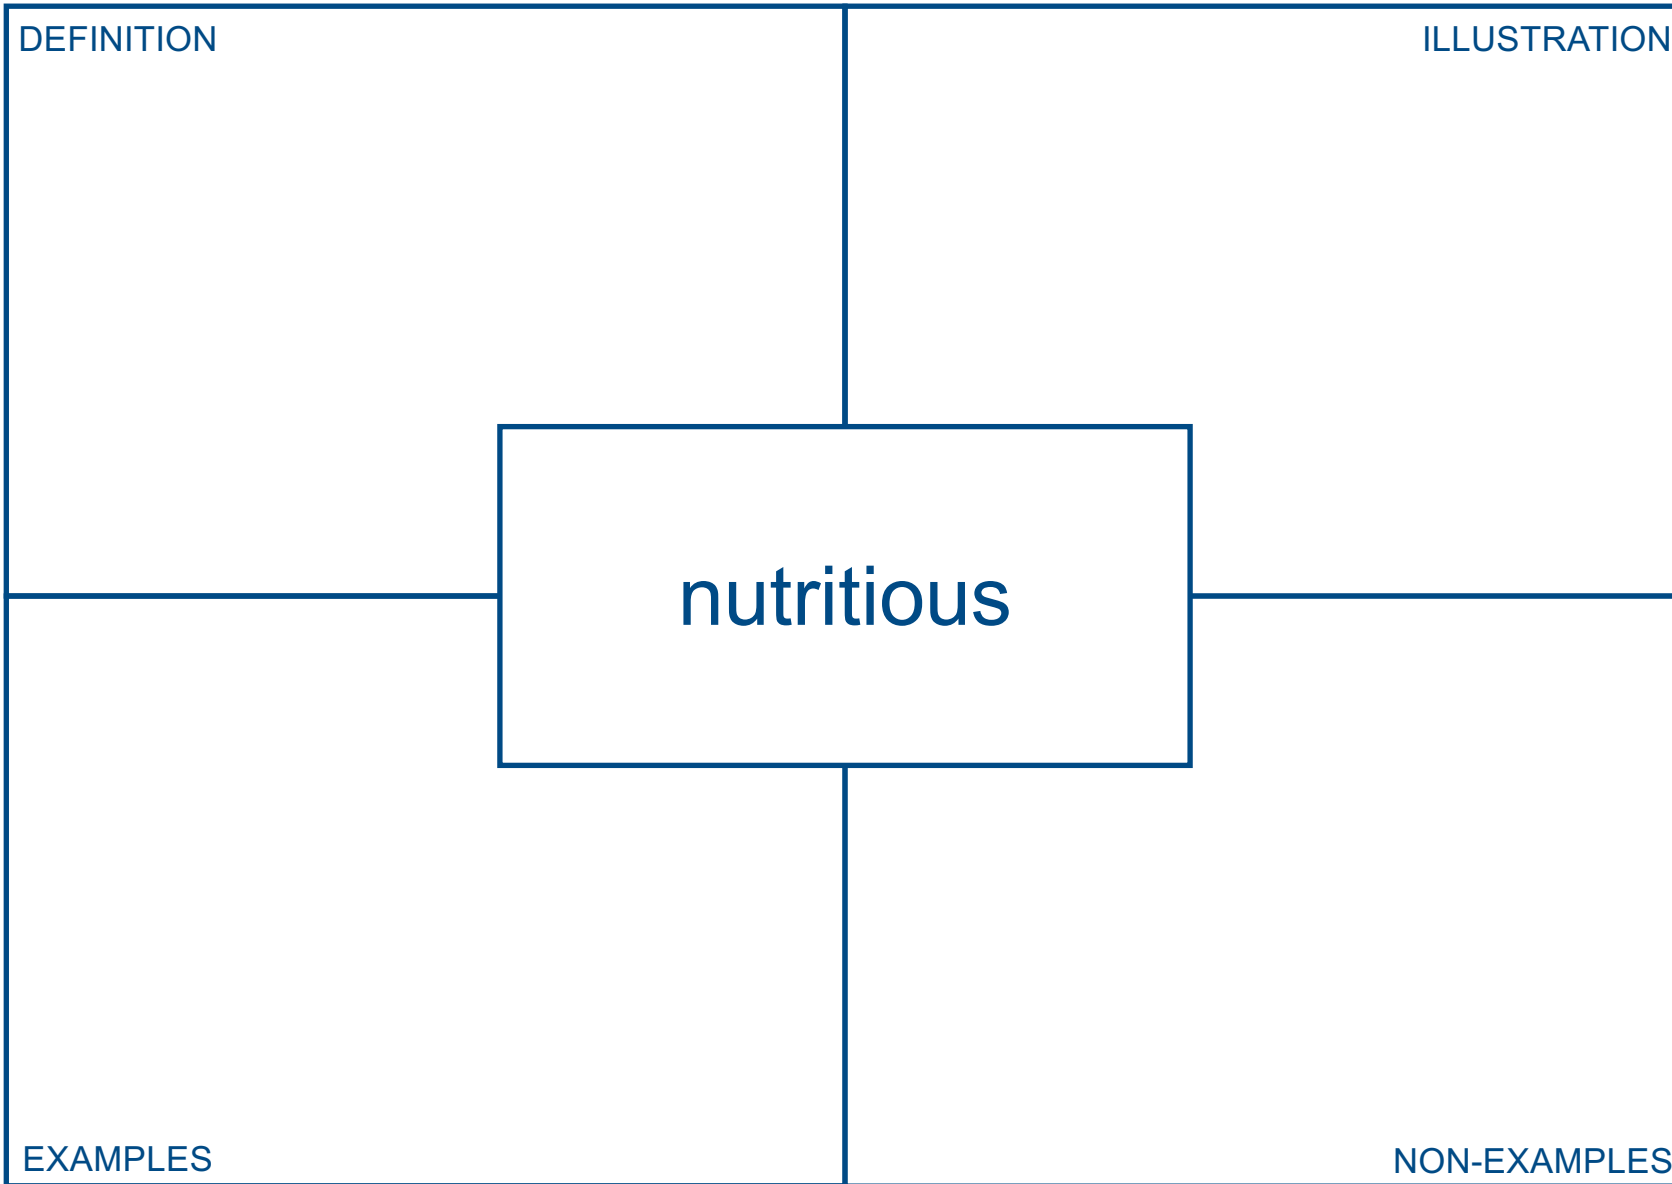 DEFINITION
ILLUSTRATION
nutritious
EXAMPLES
NON-EXAMPLES